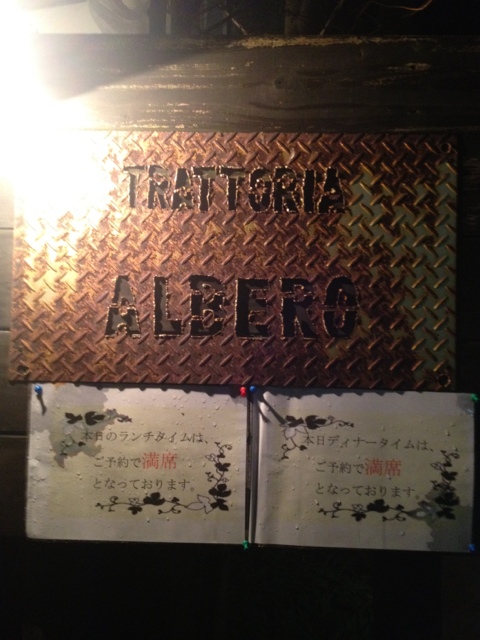 TRATTORIA
ALBERO
本日のランチタイムは、
ご予約で満席
となっております。
本日ディナータイムは、
ご予約で満席
となっております。